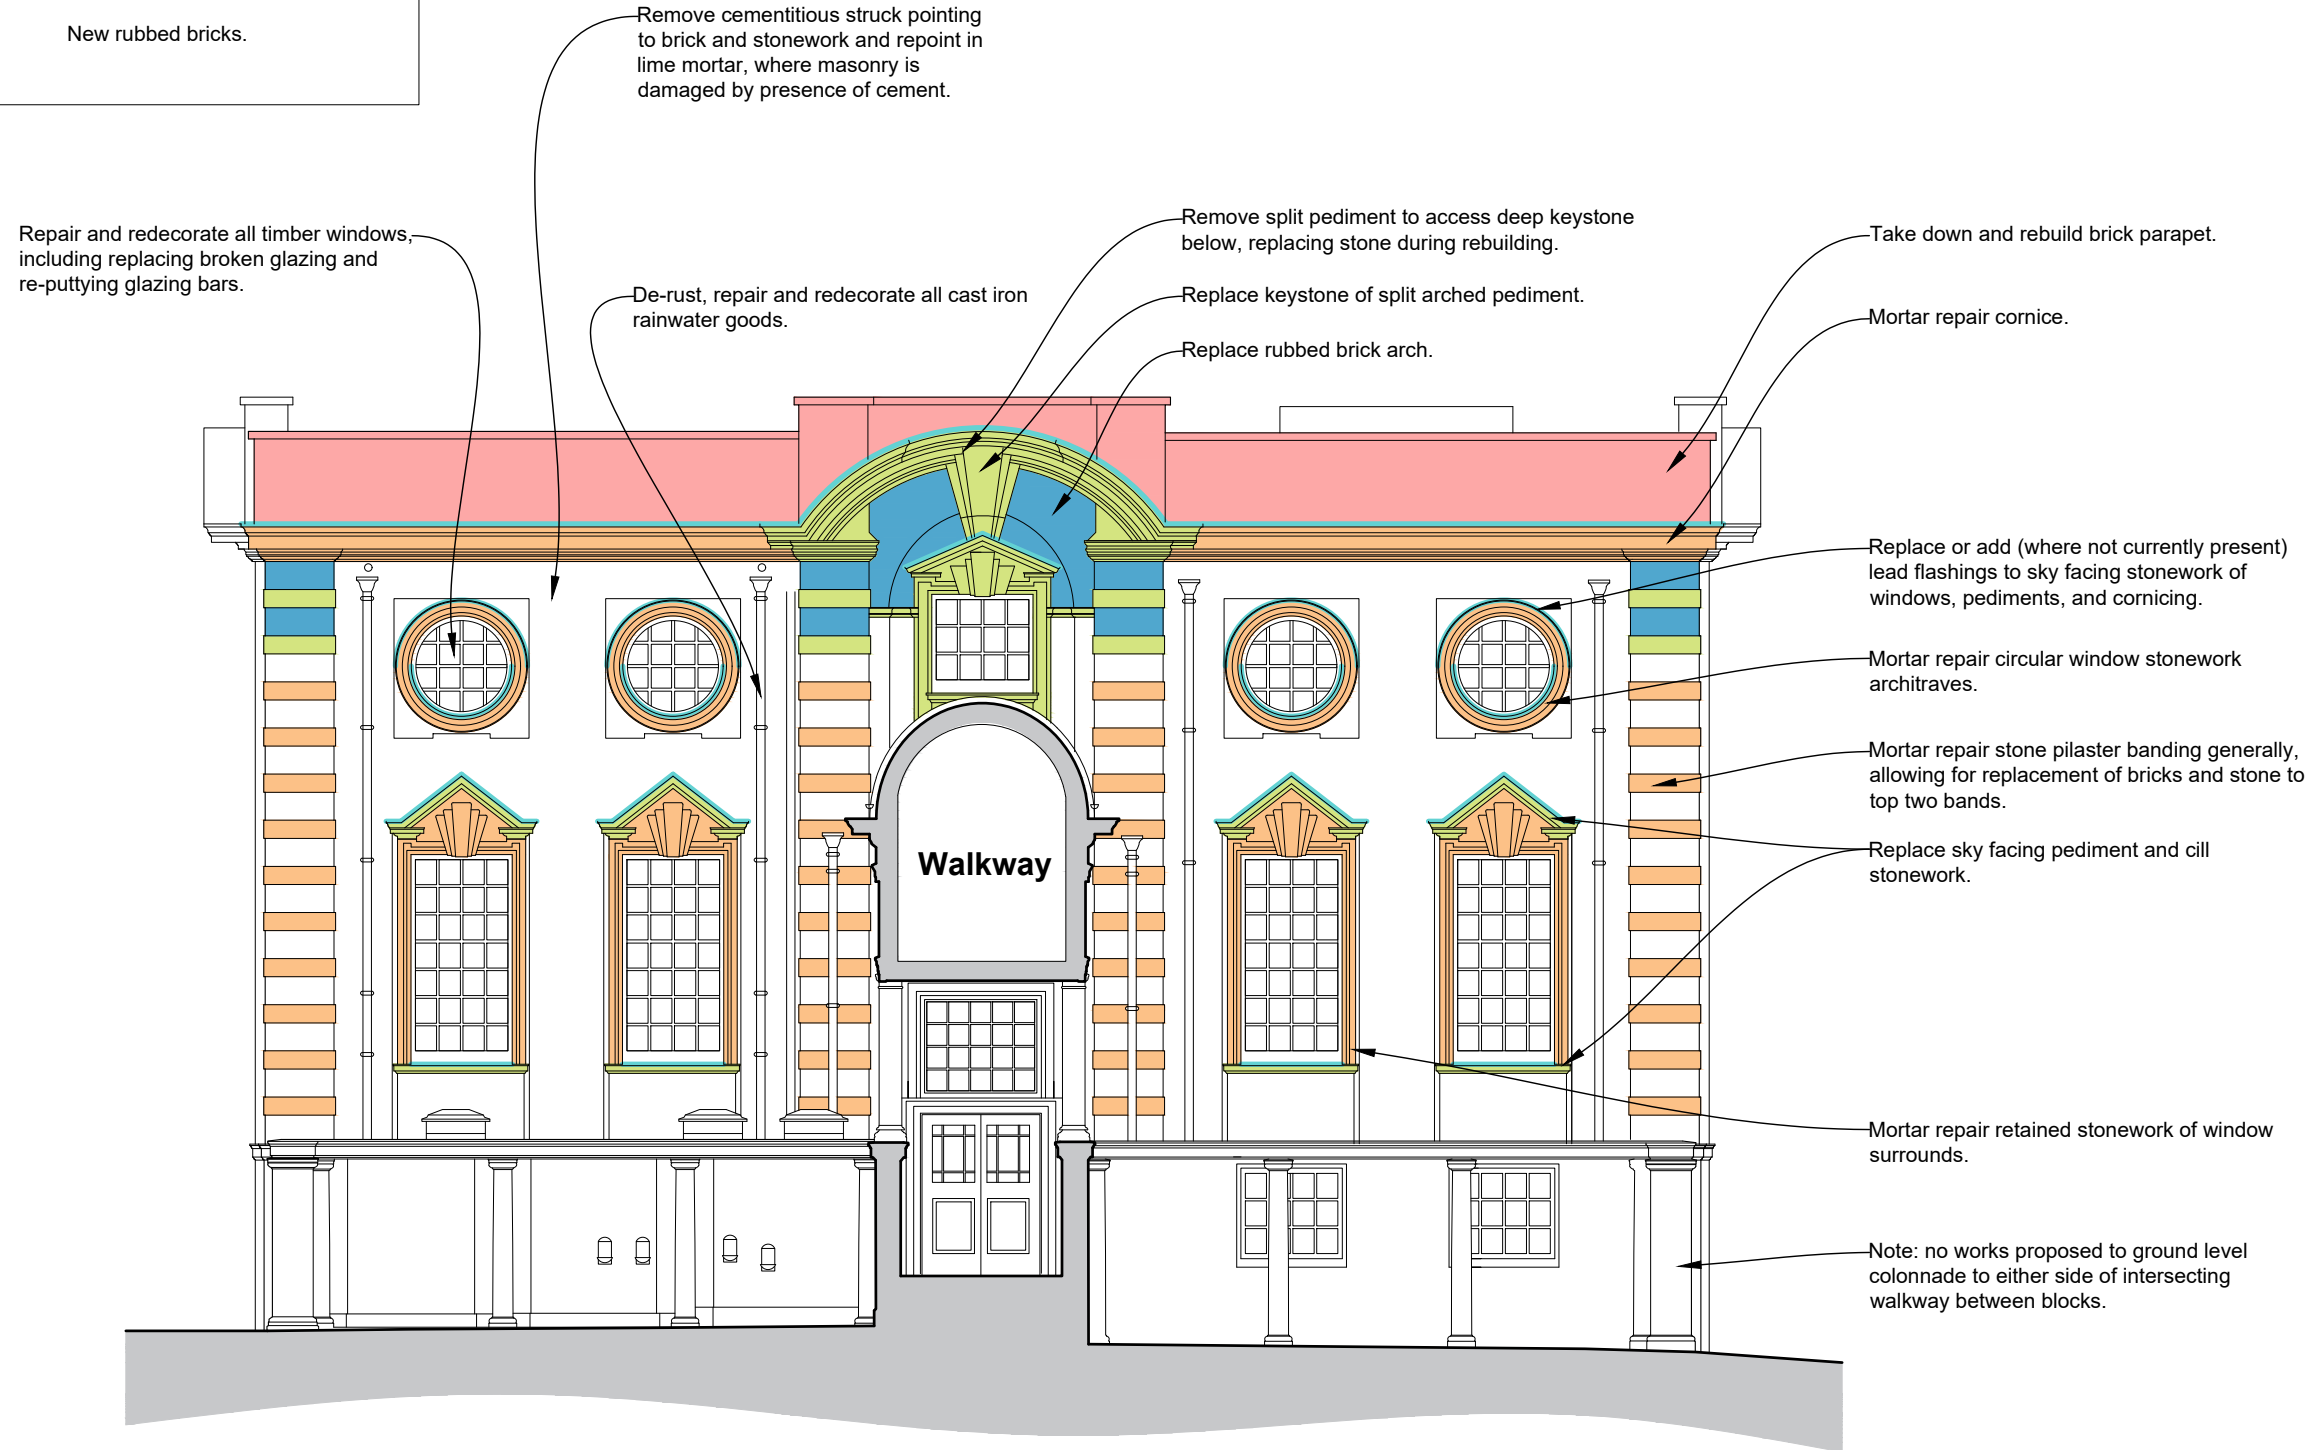 New rubbed bricks.
Remove cementitious struck pointing
to brick and stonework and repoint in
lime mortar, where masonry is
damaged by presence of cement.
Repair and redecorate all timber windows,
including replacing broken glazing and
re-puttying glazing bars.
De-rust, repair and redecorate all cast iron
rainwater goods.
Remove split pediment to access deep keystone
below, replacing stone during rebuilding.
Replace keystone of split arched pediment.
Replace rubbed brick arch.
Take down and rebuild brick parapet.
Mortar repair cornice.
Replace or add (where not currently present)
lead flashings to sky facing stonework of
windows, pediments, and cornicing.
Mortar repair circular window stonework
architraves.
Mortar repair stone pilaster banding generally,
allowing for replacement of bricks and stone to
top two bands.
Walkway
Replace sky facing pediment and cill
stonework.
Mortar repair retained stonework of window
surrounds.
Note: no works proposed to ground level
colonnade to either side of intersecting
walkway between blocks.